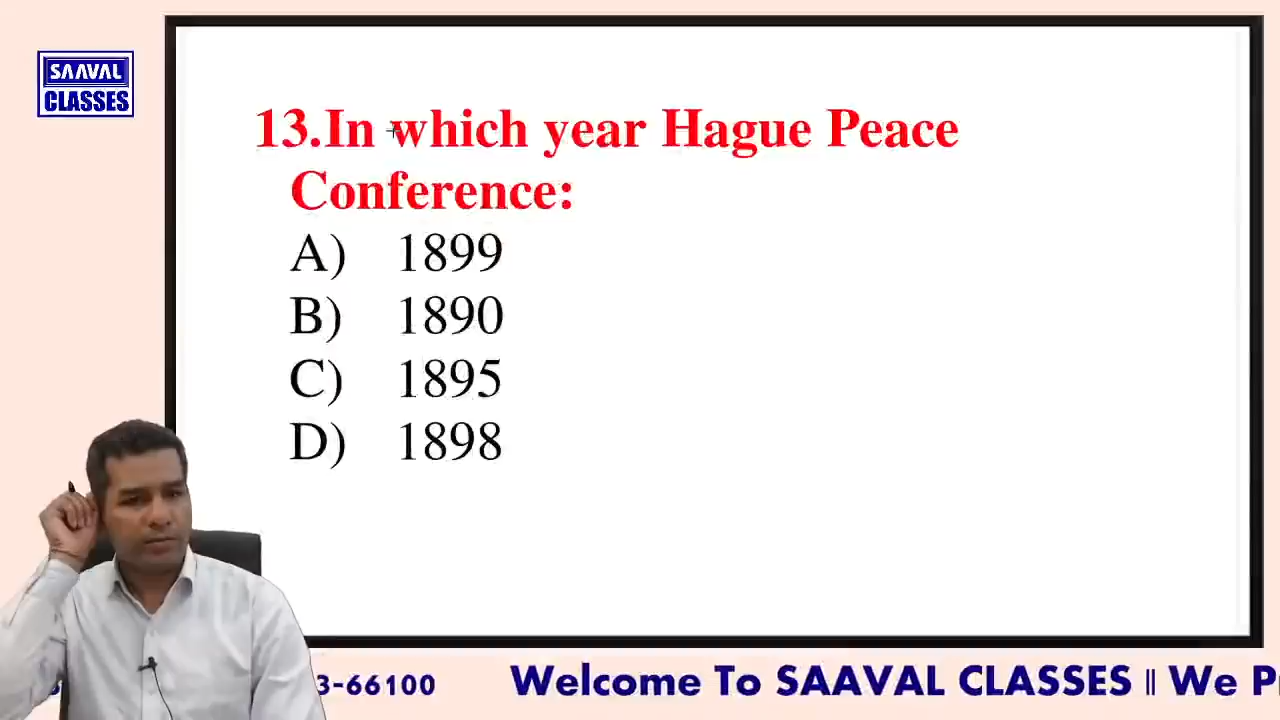 SAAVAL
CLASSES
13.In which year Hague Peace
Conference:
A) 1899
B) 1890
C) 1895
D) 1898
3-66100 Welcome To SAAVAL CLASSES || We